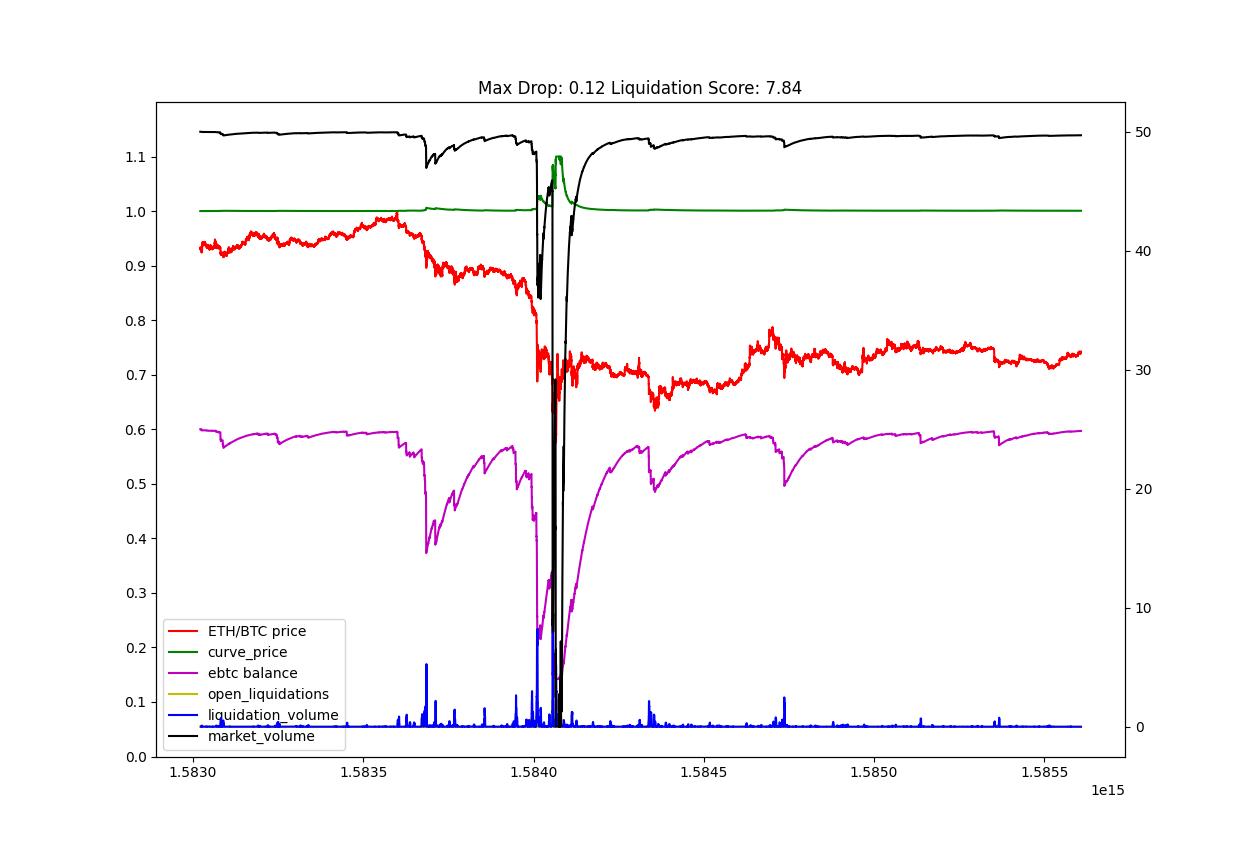 Max Drop: 0.12 Liquidation Score: 7.84
1.1
1.0
0.9
0.8
0.7
0.6
0.5
0.4
0.3
0.2
0.1
0.0
50
40
30
20
10
0
ETH/BTC price
curve_price
ebtc balance
open_liquidations
liquidation_volume
market_volume
1.5830 1.5835 1.5840 1.5845 1.5850 1.5855
1e15